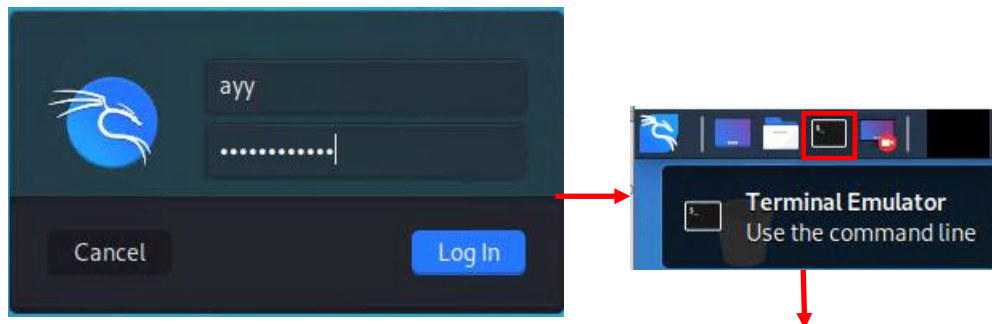 ayy
••••••••••••
Cancel
Log In
$_
$_
Terminal Emulator
Use the command line